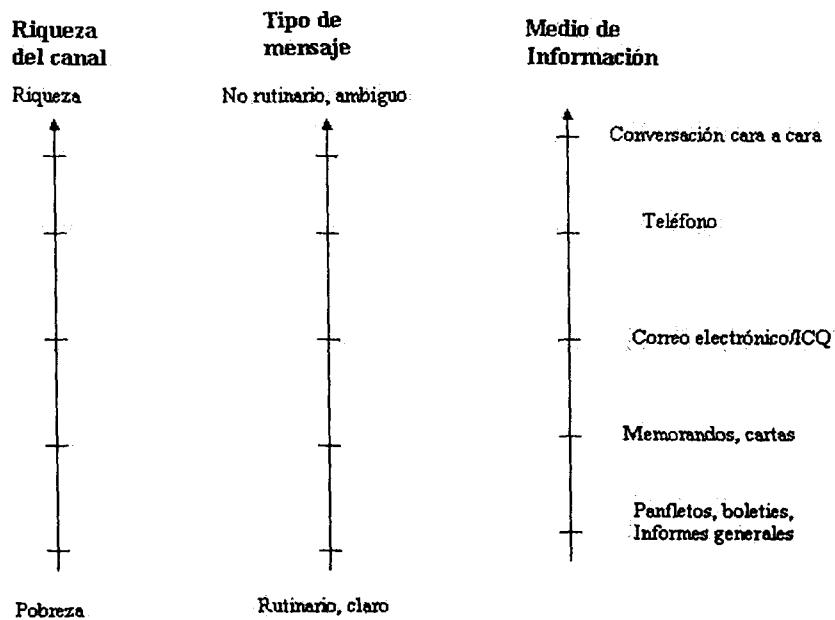 Riqueza
del canal
Riqueza
Pobreza
Tipo de
mensaje
No rutinario, ambiguo
Rutinario, claro
Medio de
Información
Conversación cara a cara
Teléfono
Correo electrónico/ICQ
Memorandos, cartas
Panfletos, boleties,
Informes generales